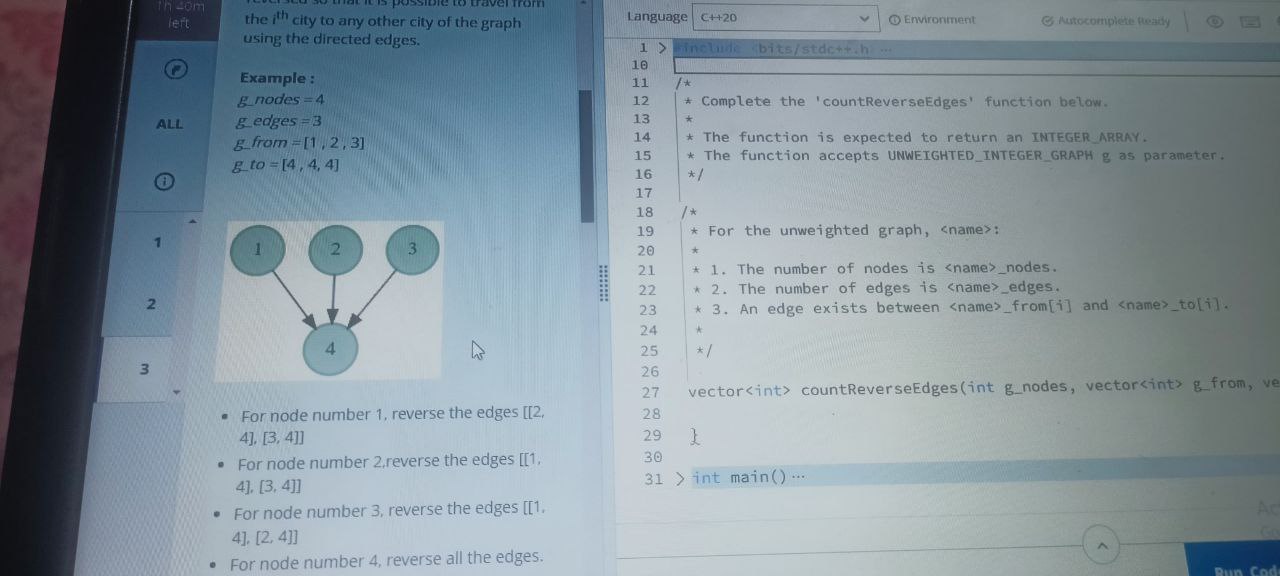 1h 40m
left
ALL
1
2
3
reversed so that it is possible to travel from
the ith city to any other city of the graph
using the directed edges.
Example :
g_nodes = 4
g_edges = 3
g_from = [1 , 2 , 3]
g_to = [4 , 4, 4]
1 2 3
4
• For node number 1, reverse the edges [[2,
4], [3, 4]]
• For node number 2,reverse the edges [[1,
4], [3, 4]]
• For node number 3, reverse the edges [[1,
4], [2, 4]]
• For node number 4, reverse all the edges.
Language C++20 Environment Autocomplete Ready
1 > #include <bits/stdc++.h ...
10
11 /*
12 * Complete the 'countReverseEdges' function below.
13 *
14 * The function is expected to return an INTEGER_ARRAY.
15 * The function accepts UNWEIGHTED_INTEGER_GRAPH g as parameter.
16 */
17
18 /*
19 * For the unweighted graph, <name>:
20 *
21 * 1. The number of nodes is <name>_nodes.
22 * 2. The number of edges is <name>_edges.
23 * 3. An edge exists between <name>_from[i] and <name>_to[i].
24 *
25 */
26
27 vector<int> countReverseEdges(int g_nodes, vector<int> g_from, ve
28
29 }
30
31 > int main() ...
Run Cod